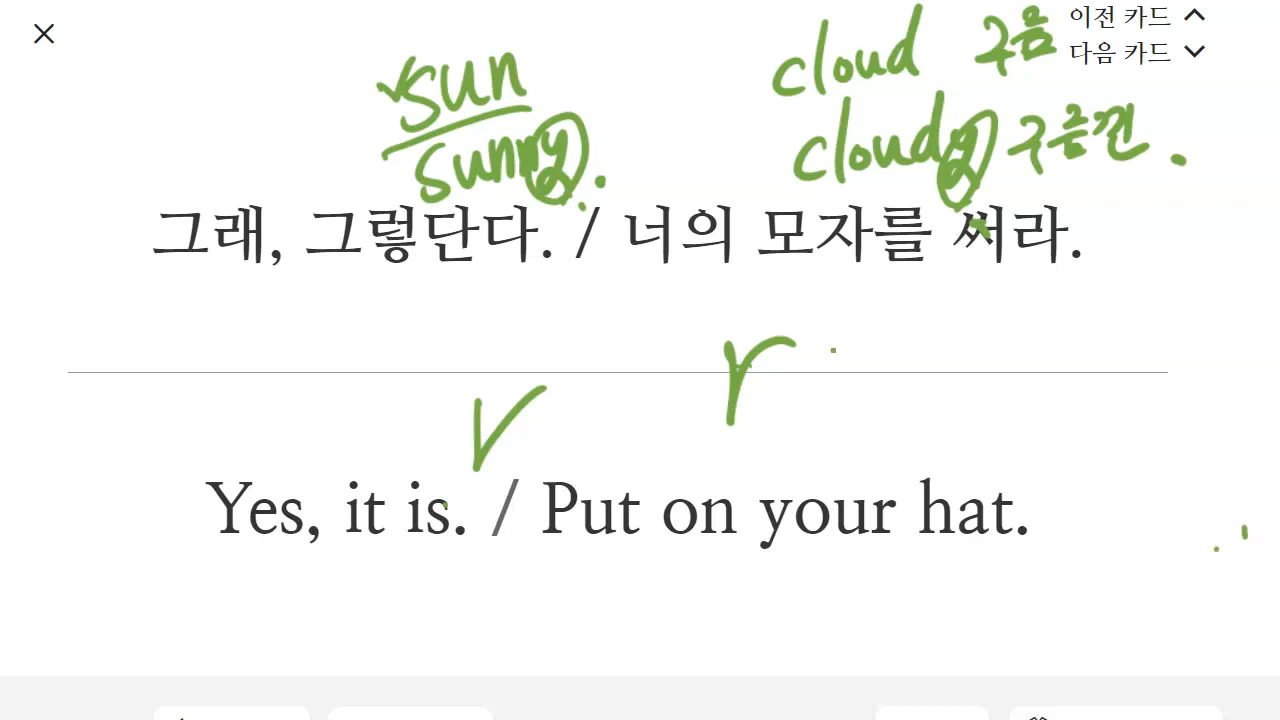 이전 카드
다음 카드
sun
cloud 구음
sunny.
cloudy 구름낀.
그래, 그렇단다. / 너의 모자를 써라.
Yes, it is. / Put on your hat.